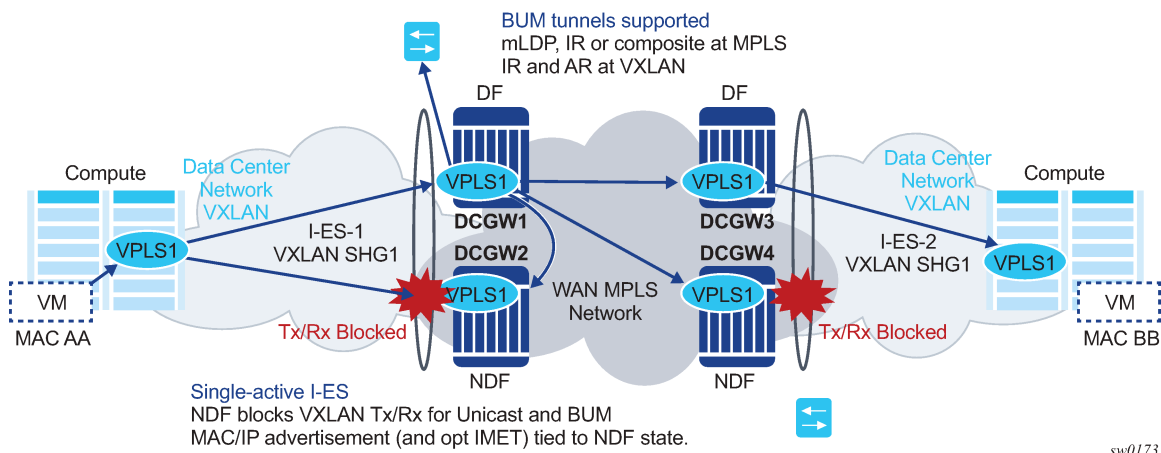 BUM tunnels supported
mLDP, IR or composite at MPLS
IR and AR at VXLAN
DF
DF
Compute
Data Center
Network
VXLAN
VPLS1
VPLS1
Data Center
Network
VXLAN
Compute
DCGW1
DCGW3
VPLS1
I-ES-1
VXLAN SHG1
DCGW2
DCGW4
I-ES-2
VXLAN SHG1
VPLS1
VM
MAC AA
VPLS1
WAN MPLS
Network
VPLS1
VM
MAC BB
Tx/Rx Blocked
Tx/Rx Blocked
NDF
NDF
Single-active I-ES
NDF blocks VXLAN Tx/Rx for Unicast and BUM
MAC/IP advertisement (and opt IMET) tied to NDF state.
sw0173